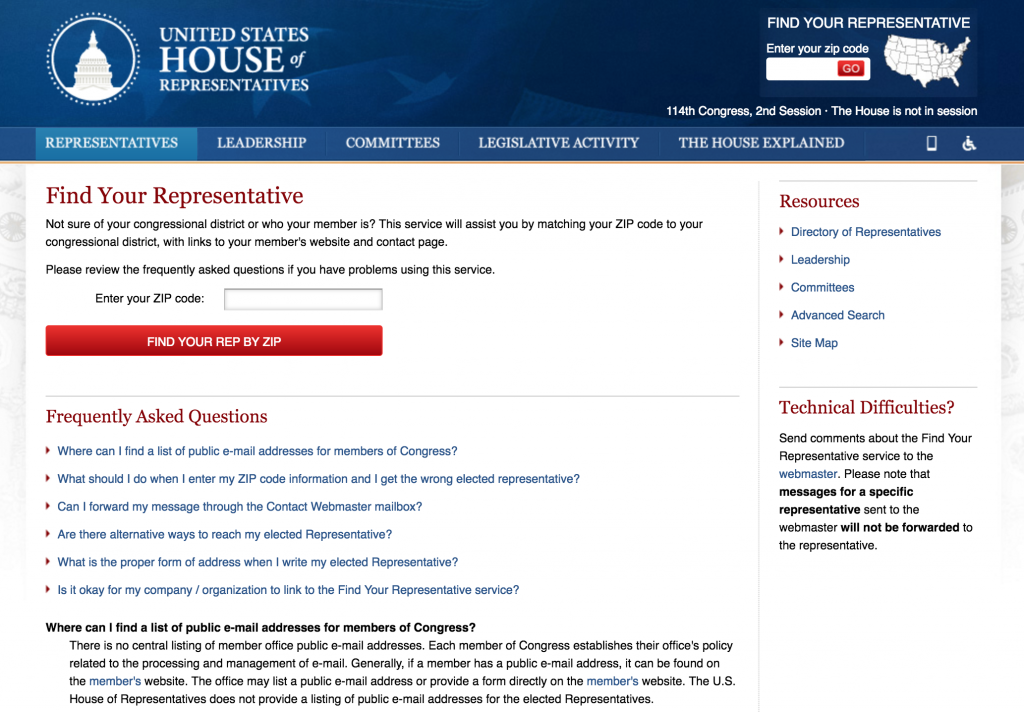 UNITED STATES
HOUSE of
REPRESENTATIVES
FIND YOUR REPRESENTATIVE
Enter your zip code
GO
114th Congress, 2nd Session · The House is not in session
REPRESENTATIVES
LEADERSHIP
COMMITTEES
LEGISLATIVE ACTIVITY
THE HOUSE EXPLAINED
Find Your Representative
Not sure of your congressional district or who your member is? This service will assist you by matching your ZIP code to your
congressional district, with links to your member's website and contact page.
Please review the frequently asked questions if you have problems using this service.
Enter your ZIP code:
FIND YOUR REP BY ZIP
Frequently Asked Questions
Where can I find a list of public e-mail addresses for members of Congress?
What should I do when I enter my ZIP code information and I get the wrong elected representative?
Can I forward my message through the Contact Webmaster mailbox?
Are there alternative ways to reach my elected Representative?
What is the proper form of address when I write my elected Representative?
Is it okay for my company / organization to link to the Find Your Representative service?
Where can I find a list of public e-mail addresses for members of Congress?
There is no central listing of member office public e-mail addresses. Each member of Congress establishes their office's policy
related to the processing and management of e-mail. Generally, if a member has a public e-mail address, it can be found on
the member's website. The office may list a public e-mail address or provide a form directly on the member's website. The U.S.
House of Representatives does not provide a listing of public e-mail addresses for the elected Representatives.
Resources
Directory of Representatives
Leadership
Committees
Advanced Search
Site Map
Technical Difficulties?
Send comments about the Find Your
Representative service to the
webmaster. Please note that
messages for a specific
representative sent to the
webmaster will not be forwarded to
the representative.